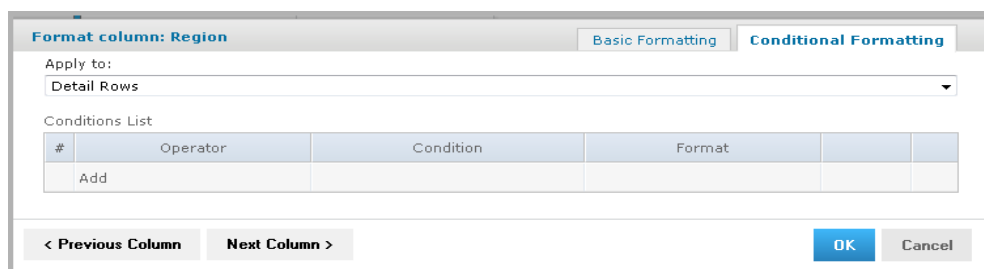 Format column: Region
Basic Formatting
Conditional Formatting
Apply to:
Detail Rows
Conditions List
# Operator Condition Format
Add
< Previous Column Next Column > OK Cancel